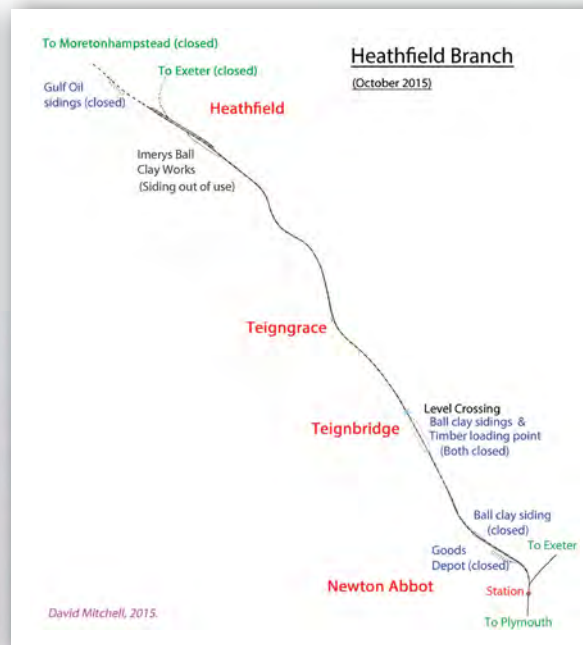 To Moretonhampstead (closed)
Heathfield Branch
(October 2015)
To Exeter (closed)
Gulf Oil
sidings (closed)
Heathfield
Imerys Ball
Clay Works
(Siding out of use)
Teigngrace
Level Crossing
Ball clay sidings &
Timber loading point
(Both closed)
Teignbridge
Ball clay siding
(closed)
To Exeter
Goods
Depot (closed)
Newton Abbot
Station
To Plymouth
David Mitchell, 2015.